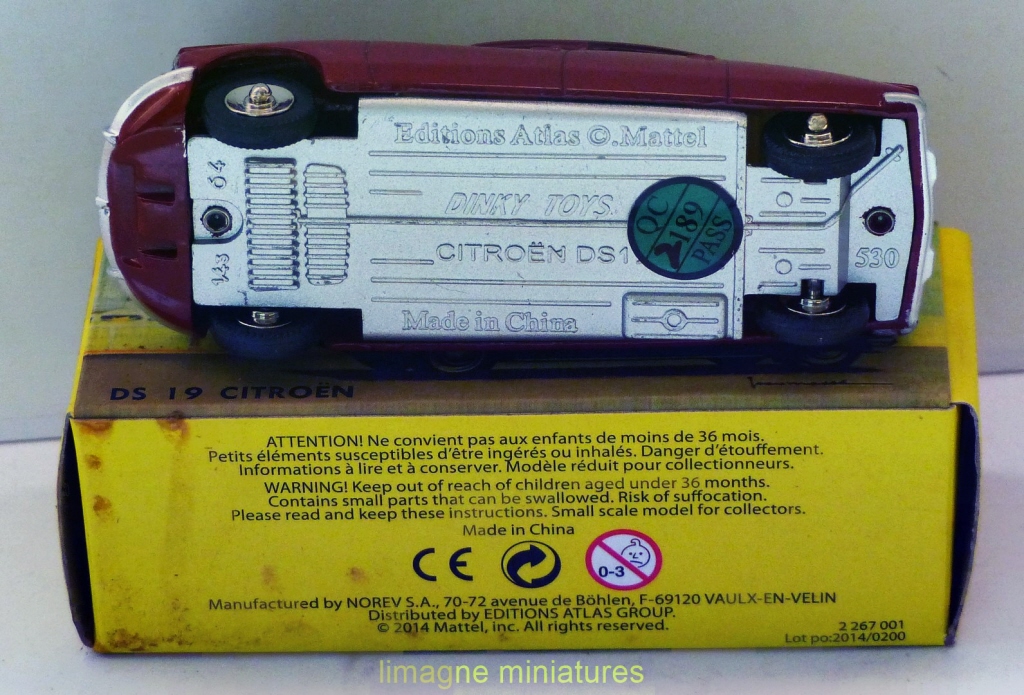 Editions Atlas ©.Mattel
64
DINKY TOYS
QC
189
PASS
CITROËN DS1
530
143
Made in China
DS 19 CITROËN
ATTENTION! Ne convient pas aux enfants de moins de 36 mois.
Petits éléments susceptibles d'être ingérés ou inhalés. Danger d'étouffement.
Informations à lire et à conserver. Modèle réduit pour collectionneurs.
WARNING! Keep out of reach of children aged under 36 months.
Contains small parts that can be swallowed. Risk of suffocation.
Please read and keep these instructions. Small scale model for collectors.
Made in China
CE
0-3
Manufactured by NOREV S.A., 70-72 avenue de Böhlen, F-69120 VAULX-EN-VELIN
Distributed by EDITIONS ATLAS GROUP.
© 2014 Mattel, inc. All rights reserved.
2 267 001
Lot po:2014/0200
limagne miniatures